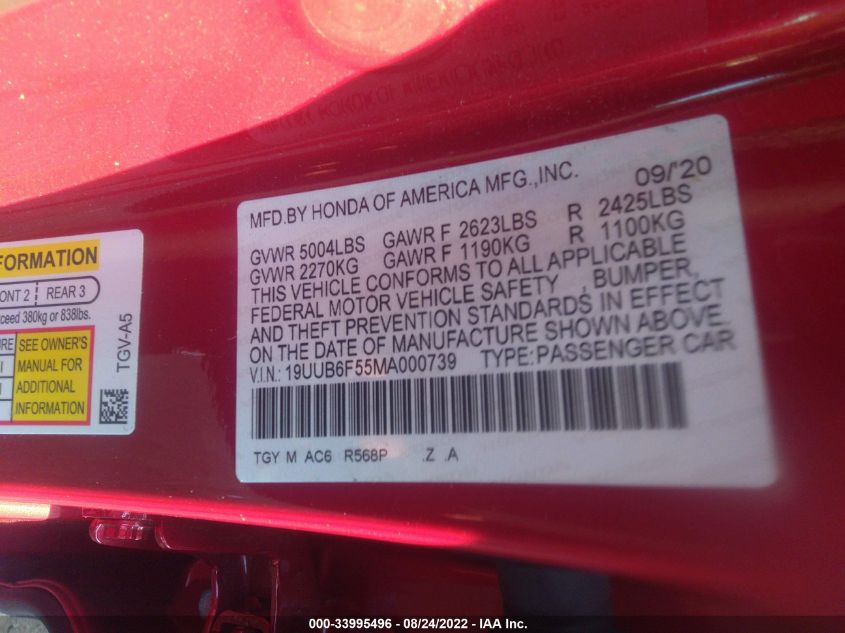 MFD.BY HONDA OF AMERICA MFG.,INC. 09/'20
GVWR 5004LBS GAWR F 2623LBS R 2425LBS
GVWR 2270KG GAWR F 1190KG R 1100KG
THIS VEHICLE CONFORMS TO ALL APPLICABLE
FEDERAL MOTOR VEHICLE SAFETY , BUMPER,
AND THEFT PREVENTION STANDARDS IN EFFECT
ON THE DATE OF MANUFACTURE SHOWN ABOVE
V.I.N.: 19UUB6F55MA000739 TYPE:PASSENGER CAR
TGY M AC6 R568P .Z .A
FORMATION
ONT 2 REAR 3
xceed 380kg or 838lbs.
URE SEE OWNER'S
MANUAL FOR
ADDITIONAL
INFORMATION
TGV-A5
000-33995496 - 08/24/2022 - IAA Inc.